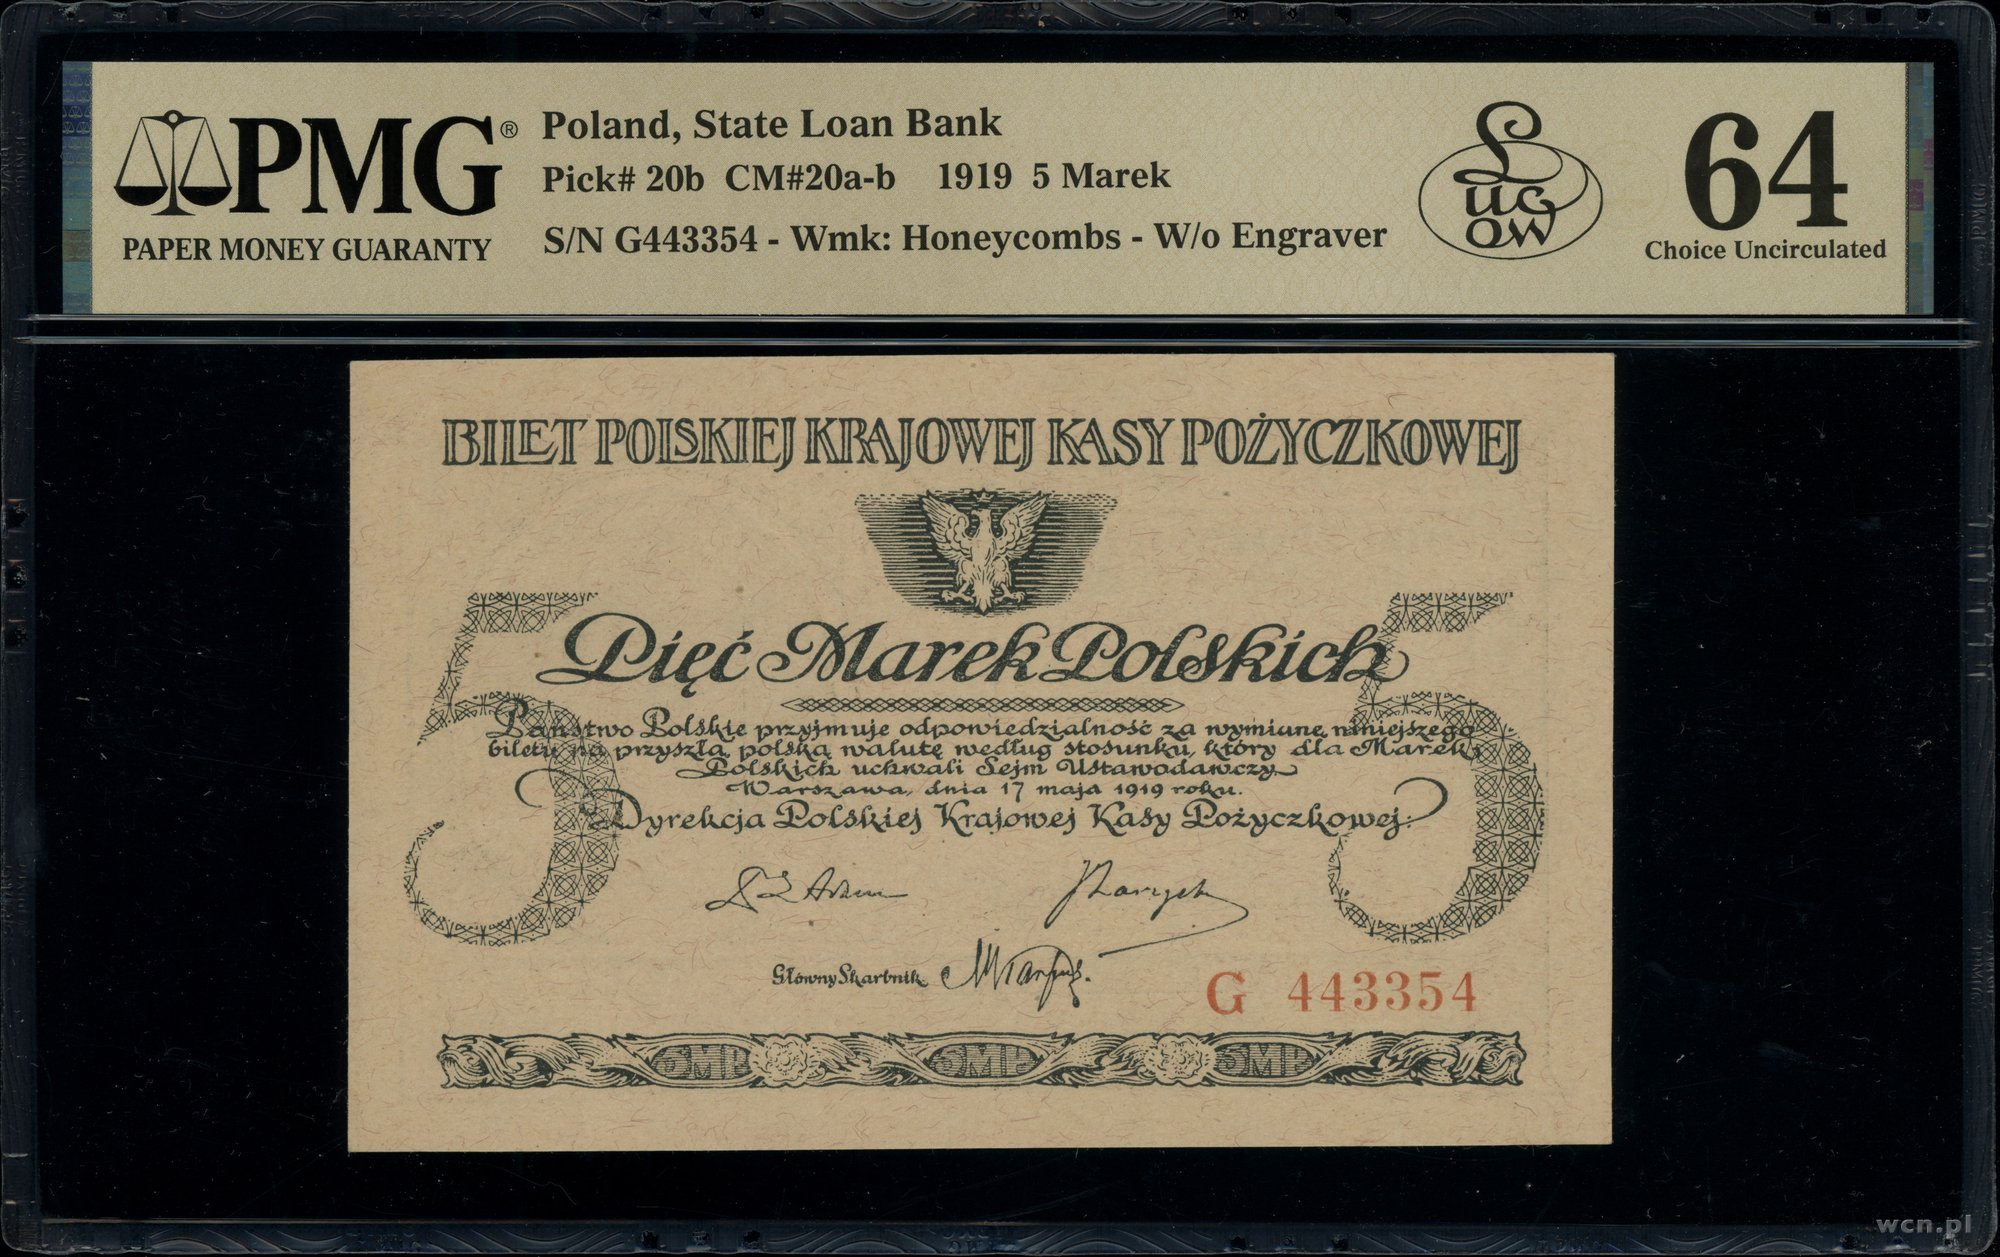 PMG®
PAPER MONEY GUARANTY
Poland, State Loan Bank
Pick# 20b CM#20a-b 1919 5 Marek
S/N G443354 - Wmk: Honeycombs - W/o Engraver
Lucow
64
Choice Uncirculated
BILET POLSKIEJ KRAJOWEJ KASY POŻYCZKOWEJ
5 5
Pięć Marek Polskich
Państwo Polskie przyjmuje odpowiedzialność za wymianę niniejszego
biletu na przyszłą polską walutę według stosunku, który dla Marek
Polskich uchwali Sejm Ustawodawczy
Warszawa, dnia 17 maja 1919 roku.
Dyrekcja Polskiej Krajowej Kasy Pożyczkowej:
Główny Skarbnik
G 443354
5MP 5MP 5MP
wcn.pl